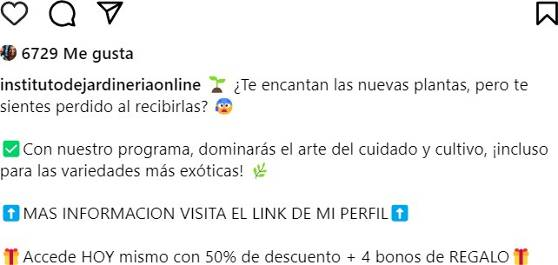 6729 Me gusta
institutodejardineriaonline 🌱 ¿Te encantan las nuevas plantas, pero te
sientes perdido al recibirlas? 😰
✅Con nuestro programa, dominarás el arte del cuidado y cultivo, ¡incluso
para las variedades más exóticas! 🌿
⬆️MAS INFORMACION VISITA EL LINK DE MI PERFIL⬆️
🎁Accede HOY mismo con 50% de descuento + 4 bonos de REGALO🎁